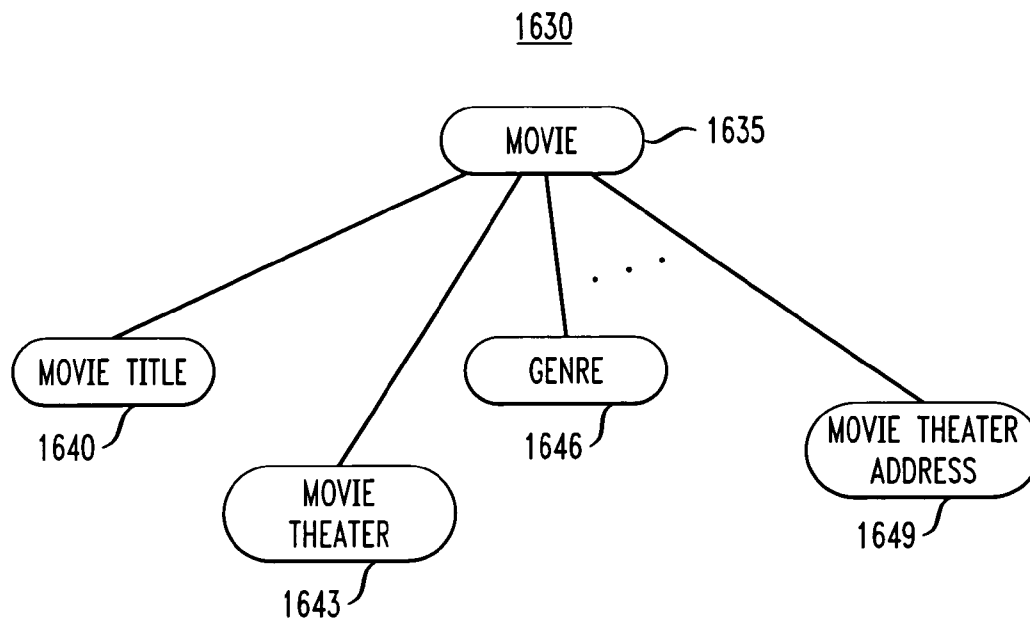 1630
MOVIE
1635
MOVIE TITLE
1640
MOVIE
THEATER
1643
GENRE
1646
MOVIE THEATER
ADDRESS
1649